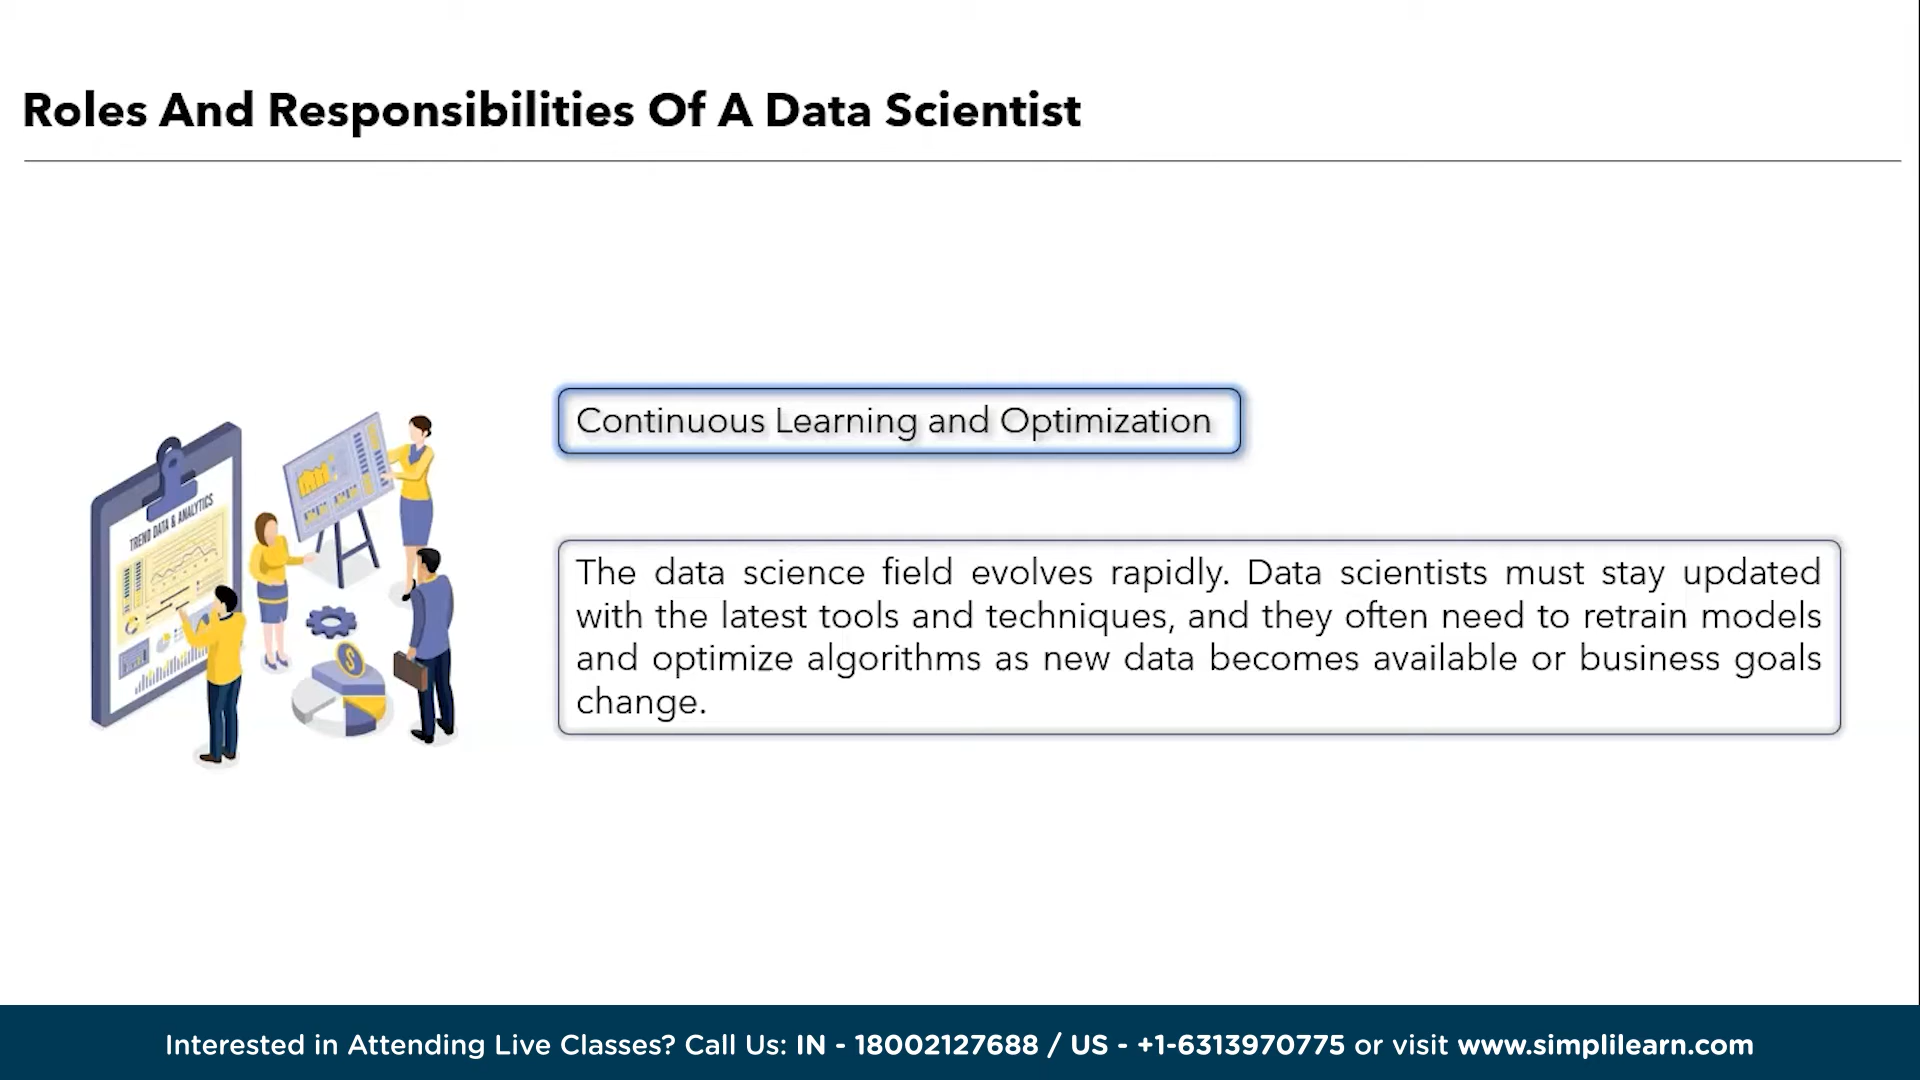 Roles And Responsibilities Of A Data Scientist
Continuous Learning and Optimization
TREND DATA & ANALYTICS
The data science field evolves rapidly. Data scientists must stay updated
with the latest tools and techniques, and they often need to retrain models
and optimize algorithms as new data becomes available or business goals
change.
Interested in Attending Live Classes? Call Us: IN - 18002127688 / US - +1-6313970775 or visit www.simplilearn.com